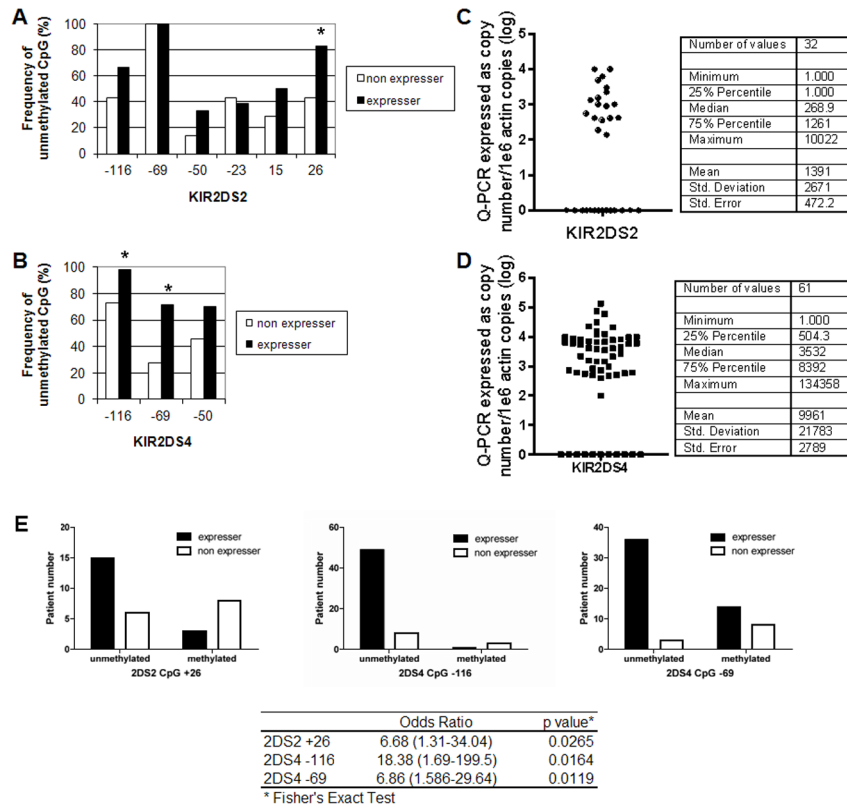 A
Frequency of
unmethylated CpG (%)
100
80
60
40
20
0
*
-116 -69 -50 -23 15 26
KIR2DS2
non expresser
expresser
B
Frequency of
unmethylated CpG (%)
100
80
60
40
20
0
* *
-116 -69 -50
KIR2DS4
non expresser
expresser
C
Q-PCR expressed as copy
number/1e6 actin copies (log)
5
4
3
2
1
0
KIR2DS2
Number of values 32
Minimum 1.000
25% Percentile 1.000
Median 268.9
75% Percentile 1261
Maximum 10022
Mean 1391
Std. Deviation 2671
Std. Error 472.2
D
Q-PCR expressed as copy
number/1e6 actin copies (log)
6
5
4
3
2
1
0
KIR2DS4
Number of values 61
Minimum 1.000
25% Percentile 504.3
Median 3532
75% Percentile 8392
Maximum 134358
Mean 9961
Std. Deviation 21783
Std. Error 2789
E
Patient number
20
15
10
5
0
expresser
non expresser
unmethylated methylated
2DS2 CpG +26
Patient number
60
40
20
0
expresser
non expresser
unmethylated methylated
2DS4 CpG -116
Patient number
40
30
20
10
0
expresser
non expresser
unmethylated methylated
2DS4 CpG -69
Odds Ratio p value*
2DS2 +26 6.68 (1.31-34.04) 0.0265
2DS4 -116 18.38 (1.69-199.5) 0.0164
2DS4 -69 6.86 (1.586-29.64) 0.0119
* Fisher's Exact Test